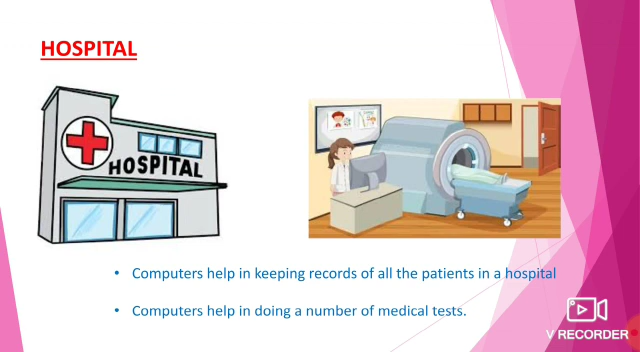 HOSPITAL
HOSPITAL
• Computers help in keeping records of all the patients in a hospital
• Computers help in doing a number of medical tests.
V RECORDER